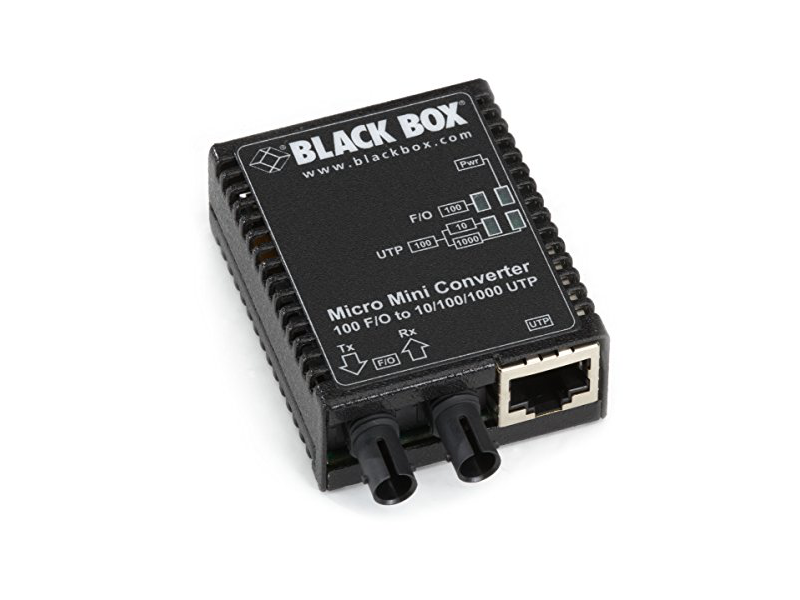 BLACK BOX®
®
www.blackbox.com
Pwr
F/O 100
10
UTP 100 1000
Micro Mini Converter
100 F/O to 10/100/1000 UTP
Tx F/O Rx
UTP